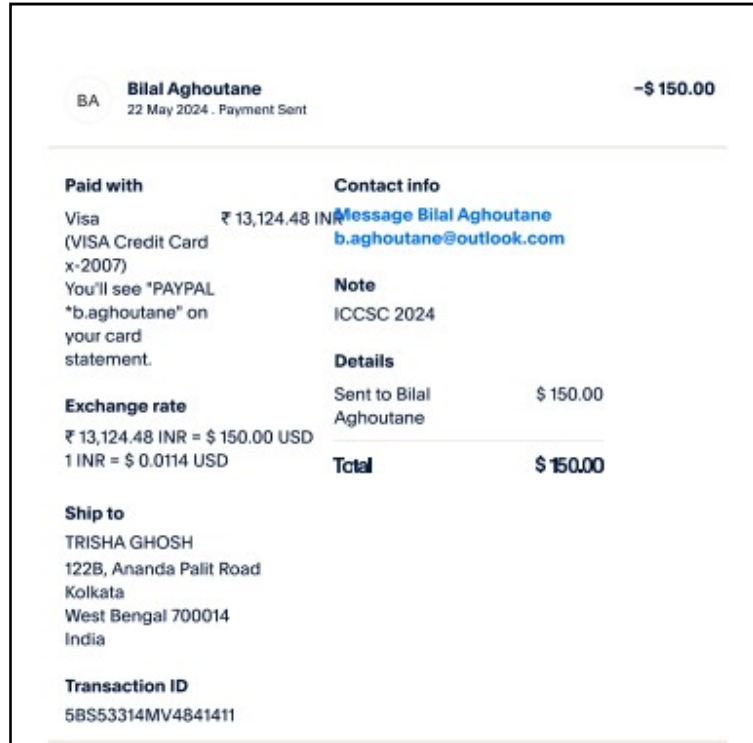 BA
Bilal Aghoutane
22 May 2024 . Payment Sent
−$ 150.00
Paid with
Visa ₹ 13,124.48 INR
(VISA Credit Card
x-2007)
You'll see "PAYPAL
*b.aghoutane" on
your card
statement.
Exchange rate
₹ 13,124.48 INR = $ 150.00 USD
1 INR = $ 0.0114 USD
Ship to
TRISHA GHOSH
122B, Ananda Palit Road
Kolkata
West Bengal 700014
India
Transaction ID
5BS53314MV4841411
Contact info
Message Bilal Aghoutane
b.aghoutane@outlook.com
Note
ICCSC 2024
Details
Sent to Bilal $ 150.00
Aghoutane
Total $ 150.00